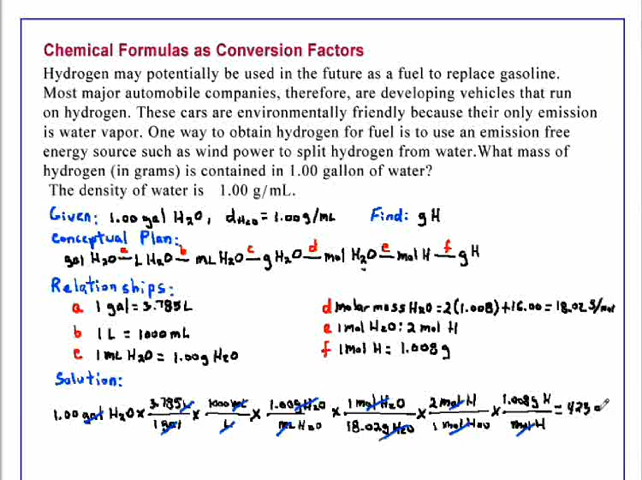 Chemical Formulas as Conversion Factors
Hydrogen may potentially be used in the future as a fuel to replace gasoline.
Most major automobile companies, therefore, are developing vehicles that run
on hydrogen. These cars are environmentally friendly because their only emission
is water vapor. One way to obtain hydrogen for fuel is to use an emission free
energy source such as wind power to split hydrogen from water.What mass of
hydrogen (in grams) is contained in 1.00 gallon of water?
The density of water is 1.00 g/mL.
Given: 1.00 gal H₂O, d H₂O = 1.00 g/mL Find: g H
Conceptual Plan:
a b c d e f
gal H₂O — L H₂O — mL H₂O — g H₂O — mol H₂O — mol H — g H
Relationships:
a 1 gal = 3.785 L d molar mass H₂O = 2(1.008) + 16.00 = 18.02 g/mol
b 1 L = 1000 mL e 1 mol H₂O : 2 mol H
c 1 mL H₂O = 1.00 g H₂O f 1 mol H : 1.008 g
Solution:
1.00 gal H₂O × 3.785 L / 1 gal × 1000 mL / L × 1.00 g H₂O / mL H₂O × 1 mol H₂O / 18.02 g H₂O × 2 mol H / 1 mol H₂O × 1.008 g H / mol H = 423